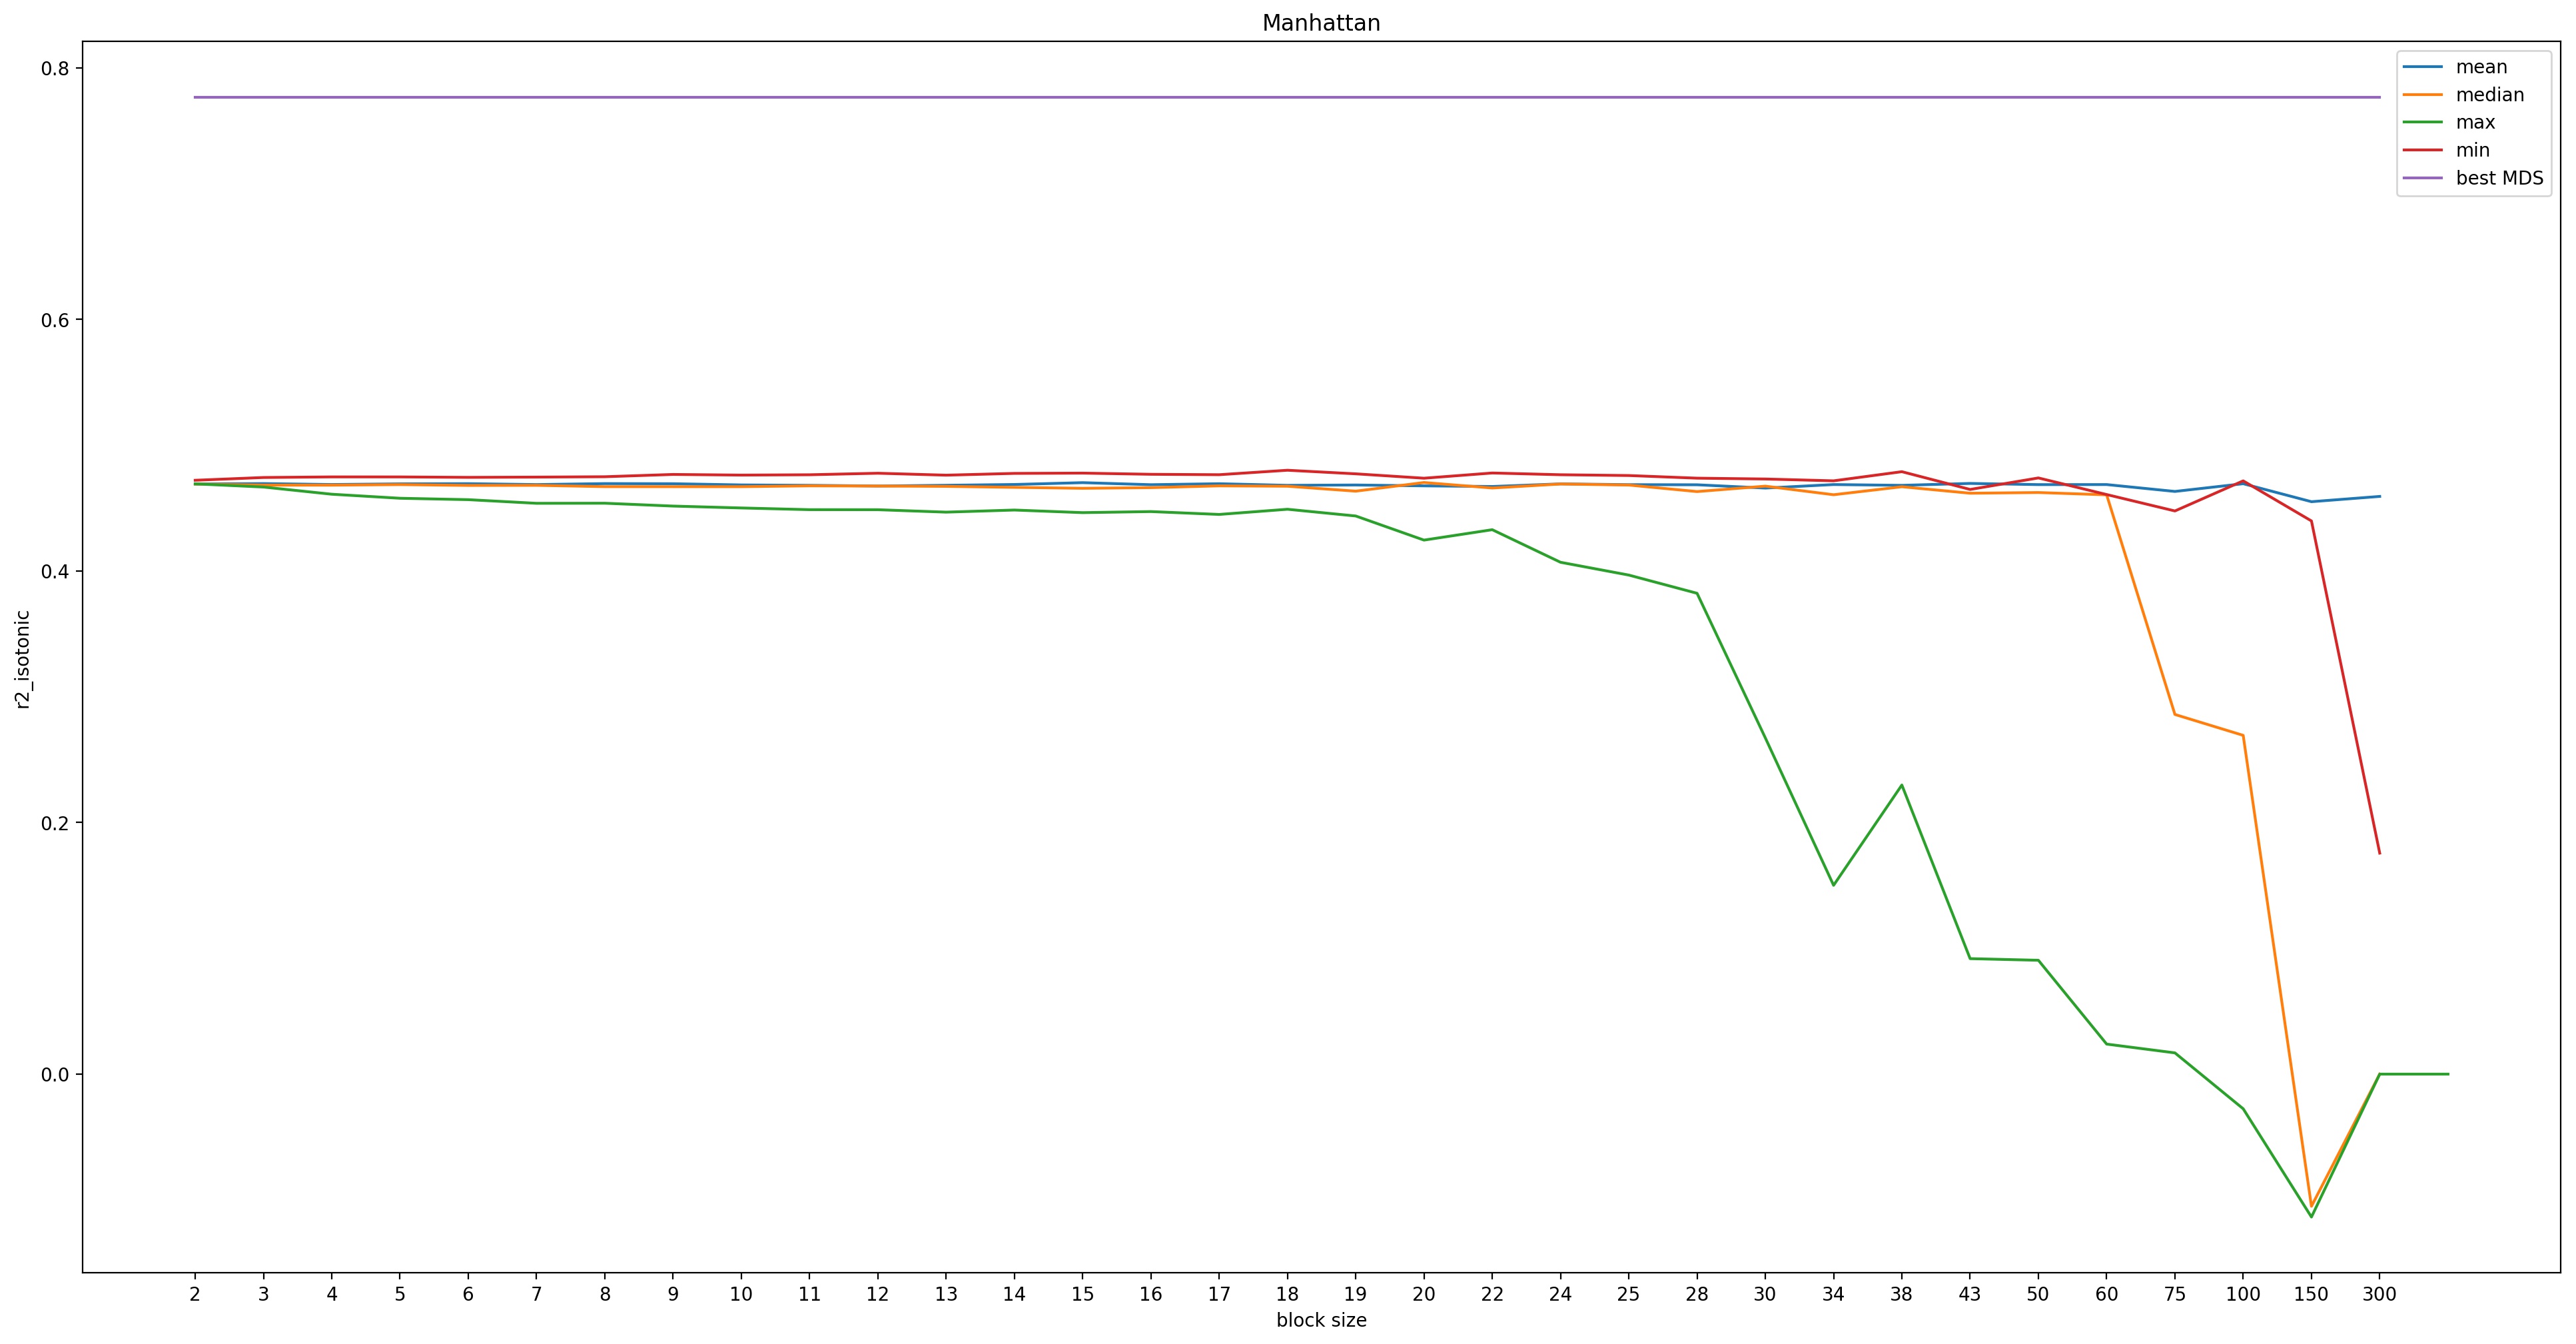 Manhattan
0.8
0.6
0.4
0.2
0.0
r2_isotonic
mean
median
max
min
best MDS
2 3 4 5 6 7 8 9 10 11 12 13 14 15 16 17 18 19 20 22 24 25 28 30 34 38 43 50 60 75 100 150 300
block size